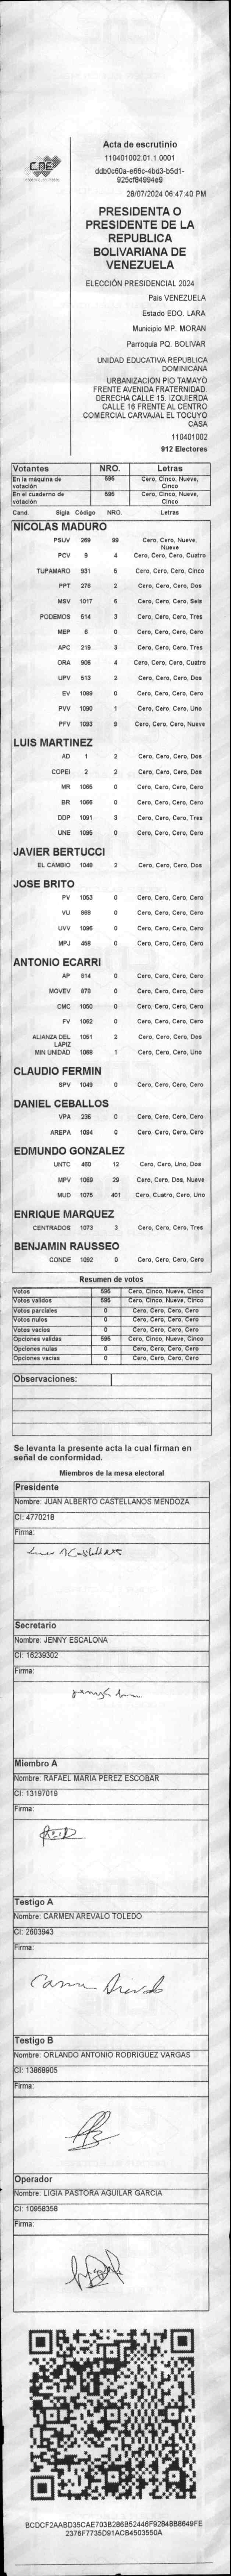 CNE
Acta de escrutinio
110401002.01.1.0001
ddb0c60a-e66c-4bd3-b5d1-
925cf84994e9
28/07/2024 06:47:40 PM
PRESIDENTA O
PRESIDENTE DE LA
REPUBLICA
BOLIVARIANA DE
VENEZUELA
ELECCIÓN PRESIDENCIAL 2024
Pais VENEZUELA
Estado EDO. LARA
Municipio MP. MORAN
Parroquia PQ. BOLIVAR
UNIDAD EDUCATIVA REPUBLICA
DOMINICANA
URBANIZACIÓN PIO TAMAYO
FRENTE AVENIDA FRATERNIDAD.
DERECHA CALLE 15. IZQUIERDA
CALLE 16 FRENTE AL CENTRO
COMERCIAL CARVAJAL EL TOCUYO
CASA
110401002
912 Electores
Votantes NRO. Letras
En la máquina de votación 595 Cero, Cinco, Nueve, Cinco
En el cuaderno de votación 595 Cero, Cinco, Nueve, Cinco
Cand. Sigla Código NRO. Letras
NICOLAS MADURO
PSUV 269 99 Cero, Cero, Nueve, Nueve
PCV 9 4 Cero, Cero, Cero, Cuatro
TUPAMARO 931 5 Cero, Cero, Cero, Cinco
PPT 276 2 Cero, Cero, Cero, Dos
MSV 1017 6 Cero, Cero, Cero, Seis
PODEMOS 514 3 Cero, Cero, Cero, Tres
MEP 6 0 Cero, Cero, Cero, Cero
APC 219 3 Cero, Cero, Cero, Tres
ORA 906 4 Cero, Cero, Cero, Cuatro
UPV 513 2 Cero, Cero, Cero, Dos
EV 1089 0 Cero, Cero, Cero, Cero
PVV 1090 1 Cero, Cero, Cero, Uno
PFV 1093 9 Cero, Cero, Cero, Nueve
LUIS MARTINEZ
AD 1 2 Cero, Cero, Cero, Dos
COPEI 2 2 Cero, Cero, Cero, Dos
MR 1065 0 Cero, Cero, Cero, Cero
BR 1066 0 Cero, Cero, Cero, Cero
DDP 1091 3 Cero, Cero, Cero, Tres
UNE 1095 0 Cero, Cero, Cero, Cero
JAVIER BERTUCCI
EL CAMBIO 1048 2 Cero, Cero, Cero, Dos
JOSE BRITO
PV 1053 0 Cero, Cero, Cero, Cero
VU 868 0 Cero, Cero, Cero, Cero
UVV 1096 0 Cero, Cero, Cero, Cero
MPJ 458 0 Cero, Cero, Cero, Cero
ANTONIO ECARRI
AP 814 0 Cero, Cero, Cero, Cero
MOVEV 878 0 Cero, Cero, Cero, Cero
CMC 1050 0 Cero, Cero, Cero, Cero
FV 1062 0 Cero, Cero, Cero, Cero
ALIANZA DEL LAPIZ 1051 2 Cero, Cero, Cero, Dos
MIN UNIDAD 1088 1 Cero, Cero, Cero, Uno
CLAUDIO FERMIN
SPV 1049 0 Cero, Cero, Cero, Cero
DANIEL CEBALLOS
VPA 236 0 Cero, Cero, Cero, Cero
AREPA 1094 0 Cero, Cero, Cero, Cero
EDMUNDO GONZALEZ
UNTC 460 12 Cero, Cero, Uno, Dos
MPV 1069 29 Cero, Cero, Dos, Nueve
MUD 1075 401 Cero, Cuatro, Cero, Uno
ENRIQUE MARQUEZ
CENTRADOS 1073 3 Cero, Cero, Cero, Tres
BENJAMIN RAUSSEO
CONDE 1092 0 Cero, Cero, Cero, Cero
Resumen de votos
Votos 595 Cero, Cinco, Nueve, Cinco
Votos validos 595 Cero, Cinco, Nueve, Cinco
Votos parciales 0 Cero, Cero, Cero, Cero
Votos nulos 0 Cero, Cero, Cero, Cero
Votos vacios 0 Cero, Cero, Cero, Cero
Opciones validas 595 Cero, Cinco, Nueve, Cinco
Opciones nulas 0 Cero, Cero, Cero, Cero
Opciones vacias 0 Cero, Cero, Cero, Cero
Observaciones:
Se levanta la presente acta la cual firman en
señal de conformidad.
Miembros de la mesa electoral
Presidente
Nombre: JUAN ALBERTO CASTELLANOS MENDOZA
CI: 4770218
Firma:
Secretario
Nombre: JENNY ESCALONA
CI: 16239302
Firma:
Miembro A
Nombre: RAFAEL MARIA PEREZ ESCOBAR
CI: 13197019
Firma:
Testigo A
Nombre: CARMEN AREVALO TOLEDO
CI: 2603943
Firma:
Carmen Arevalo
Testigo B
Nombre: ORLANDO ANTONIO RODRIGUEZ VARGAS
CI: 13868905
Firma:
Operador
Nombre: LIGIA PASTORA AGUILAR GARCIA
CI: 10958358
Firma:
BCDCF2AABD35CAE703B286B52446F9284BB8649FE
2376F7735D91ACB4503550A